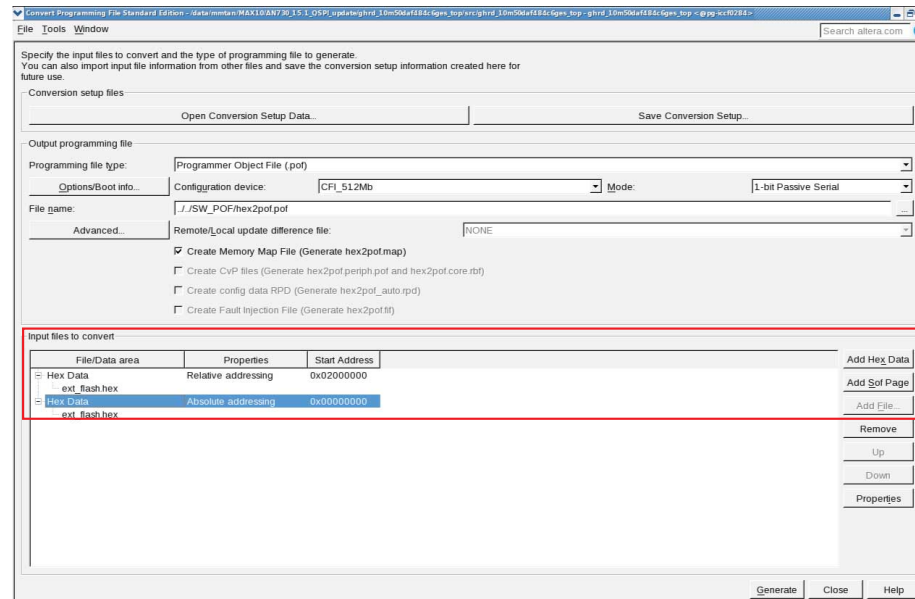 Convert Programming File Standard Edition - /data/mmtan/MAX10/AN730_15.1_QSPI_update/ghrd_10m50daf484c6ges_top/src/ghrd_10m50daf484c6ges_top - ghrd_10m50daf484c6ges_top <@pg-iccf0284>
File Tools Window
Search altera.com
Specify the input files to convert and the type of programming file to generate.
You can also import input file information from other files and save the conversion setup information created here for
future use.
Conversion setup files
Open Conversion Setup Data... Save Conversion Setup...
Output programming file
Programming file type: Programmer Object File (.pof)
Options/Boot info... Configuration device: CFI_512Mb Mode: 1-bit Passive Serial
File name: ../../SW_POF/hex2pof.pof ...
Advanced... Remote/Local update difference file: NONE
Create Memory Map File (Generate hex2pof.map)
Create CvP files (Generate hex2pof.periph.pof and hex2pof.core.rbf)
Create config data RPD (Generate hex2pof_auto.rpd)
Create Fault Injection File (Generate hex2pof.fif)
Input files to convert
File/Data area Properties Start Address Add Hex Data
Hex Data Relative addressing 0x02000000
ext_flash.hex Add Sof Page
Hex Data Absolute addressing 0x00000000 Add File...
ext_flash.hex
Remove
Up
Down
Properties
Generate Close Help